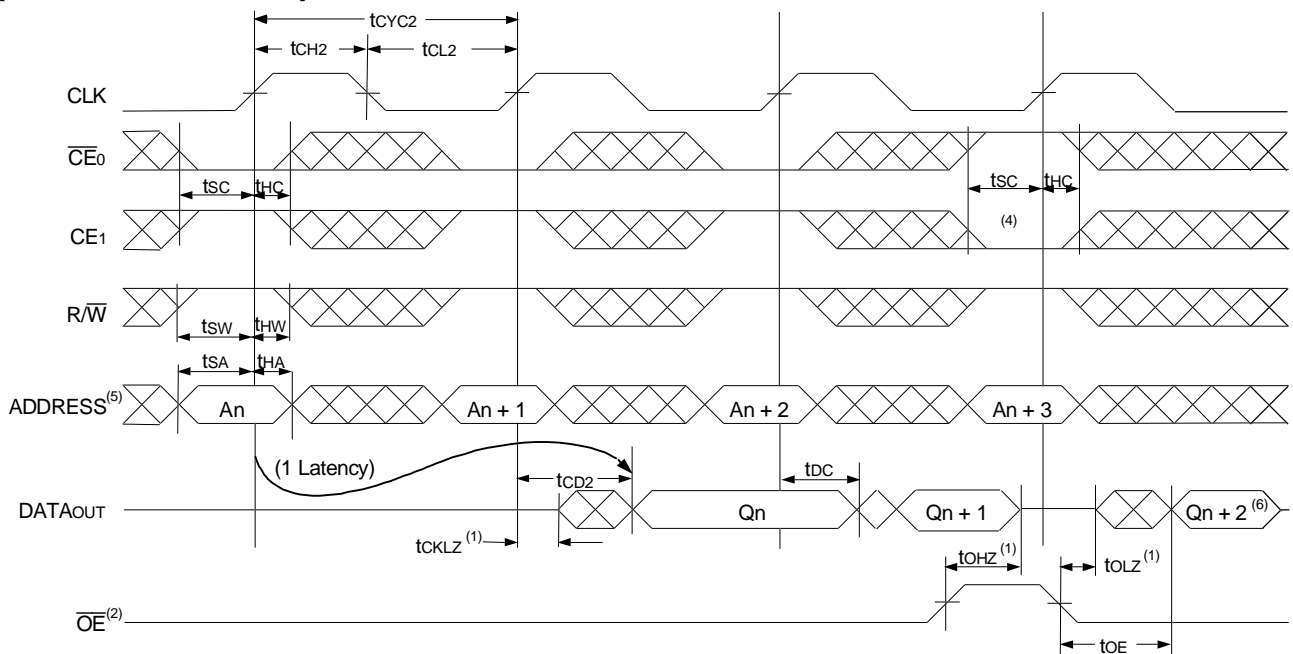 tCYC2
tCH2 tCL2
CLK
CE0
tSC tHC tSC tHC
CE1 (4)
R/W
tSW tHW
tSA tHA
ADDRESS(5) An An + 1 An + 2 An + 3
(1 Latency) tCD2 tDC
DATAOUT Qn Qn + 1 Qn + 2 (6)
tCKLZ (1) tOHZ (1) tOLZ (1)
OE(2)
tOE